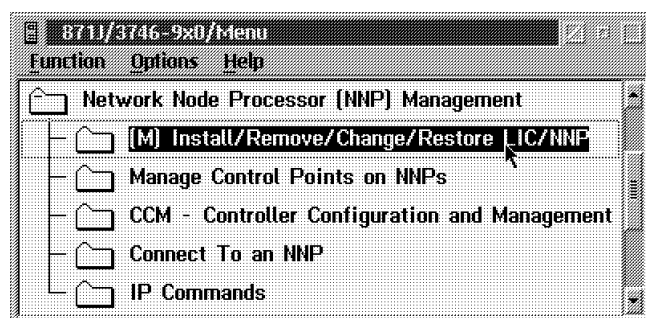 871J/3746-9x0/Menu
Function Options Help
Network Node Processor (NNP) Management
(M) Install/Remove/Change/Restore LIC/NNP
Manage Control Points on NNPs
CCM - Controller Configuration and Management
Connect To an NNP
IP Commands